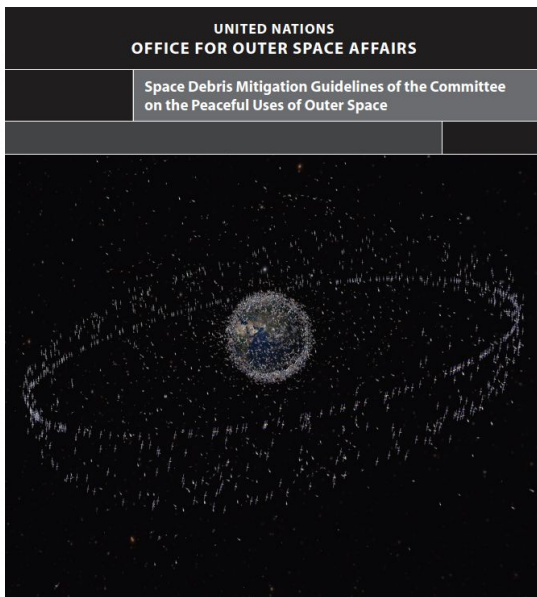 UNITED NATIONS
OFFICE FOR OUTER SPACE AFFAIRS
Space Debris Mitigation Guidelines of the Committee
on the Peaceful Uses of Outer Space